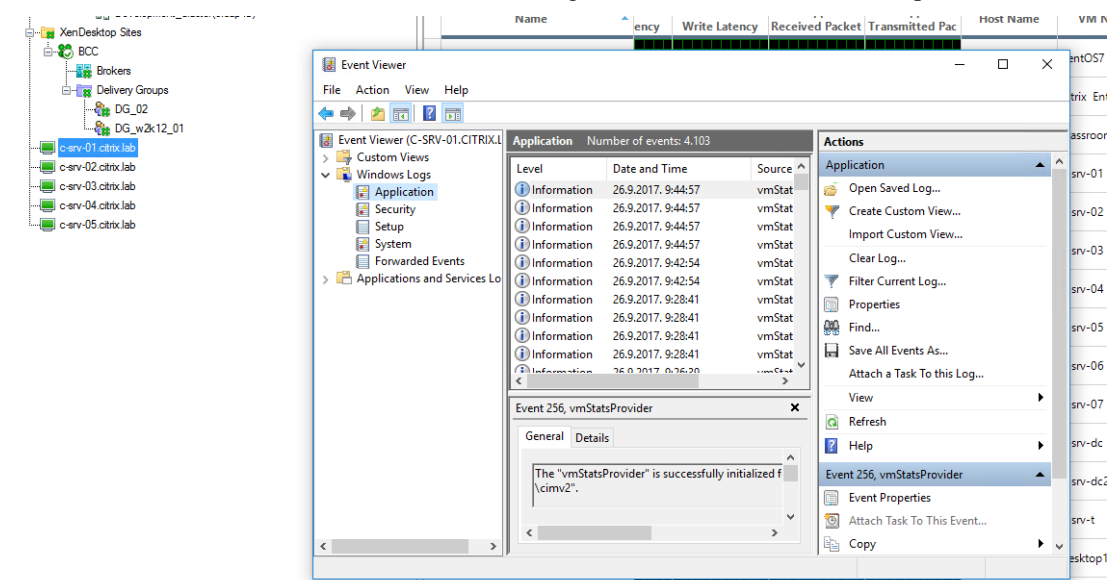 XenDesktop Sites
BCC
Brokers
Delivery Groups
DG_02
DG_w2k12_01
c-srv-01.citrix.lab
c-srv-02.citrix.lab
c-srv-03.citrix.lab
c-srv-04.citrix.lab
c-srv-05.citrix.lab
Name
ency Write Latency Received Packet Transmitted Pac Host Name VM N
Event Viewer
File Action View Help
Event Viewer (C-SRV-01.CITRIX.L
Custom Views
Windows Logs
Application
Security
Setup
System
Forwarded Events
Applications and Services Lo
Application Number of events: 4.103
Level Date and Time Source
Information 26.9.2017. 9:44:57 vmStat
Information 26.9.2017. 9:44:57 vmStat
Information 26.9.2017. 9:44:57 vmStat
Information 26.9.2017. 9:44:57 vmStat
Information 26.9.2017. 9:42:54 vmStat
Information 26.9.2017. 9:42:54 vmStat
Information 26.9.2017. 9:28:41 vmStat
Information 26.9.2017. 9:28:41 vmStat
Information 26.9.2017. 9:28:41 vmStat
Information 26.9.2017. 9:28:41 vmStat
Information 26.9.2017. 9:26:39 vmStat
Event 256, vmStatsProvider
General Details
The "vmStatsProvider" is successfully initialized f
\cimv2".
Actions
Application
Open Saved Log...
Create Custom View...
Import Custom View...
Clear Log...
Filter Current Log...
Properties
Find...
Save All Events As...
Attach a Task To this Log...
View
Refresh
Help
Event 256, vmStatsProvider
Event Properties
Attach Task To This Event...
Copy
entOS7
trix Ent
assroor
srv-01
srv-02
srv-03
srv-04
srv-05
srv-06
srv-07
srv-dc
srv-dc2
srv-t
esktop1